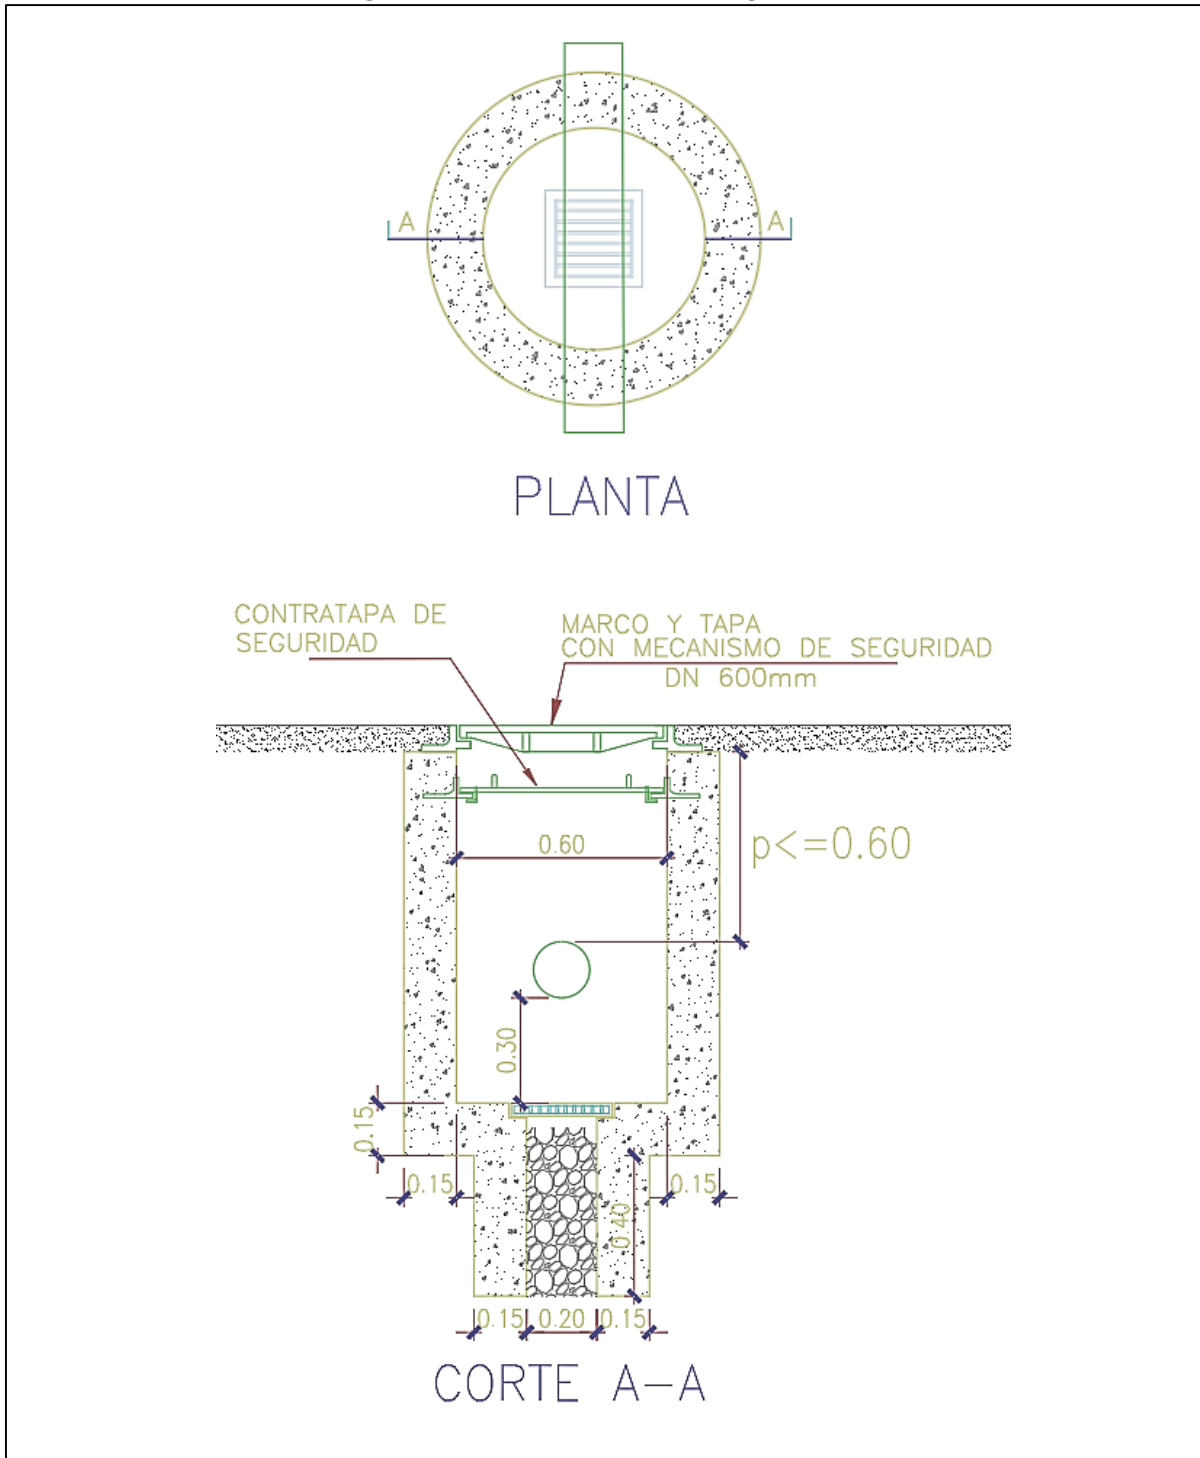 A A
PLANTA
CONTRATAPA DE
SEGURIDAD
MARCO Y TAPA
CON MECANISMO DE SEGURIDAD
DN 600mm
0.60
p<=0.60
0.30
0.15
0.15
0.15
0.40
0.15
0.20
0.15
CORTE A-A